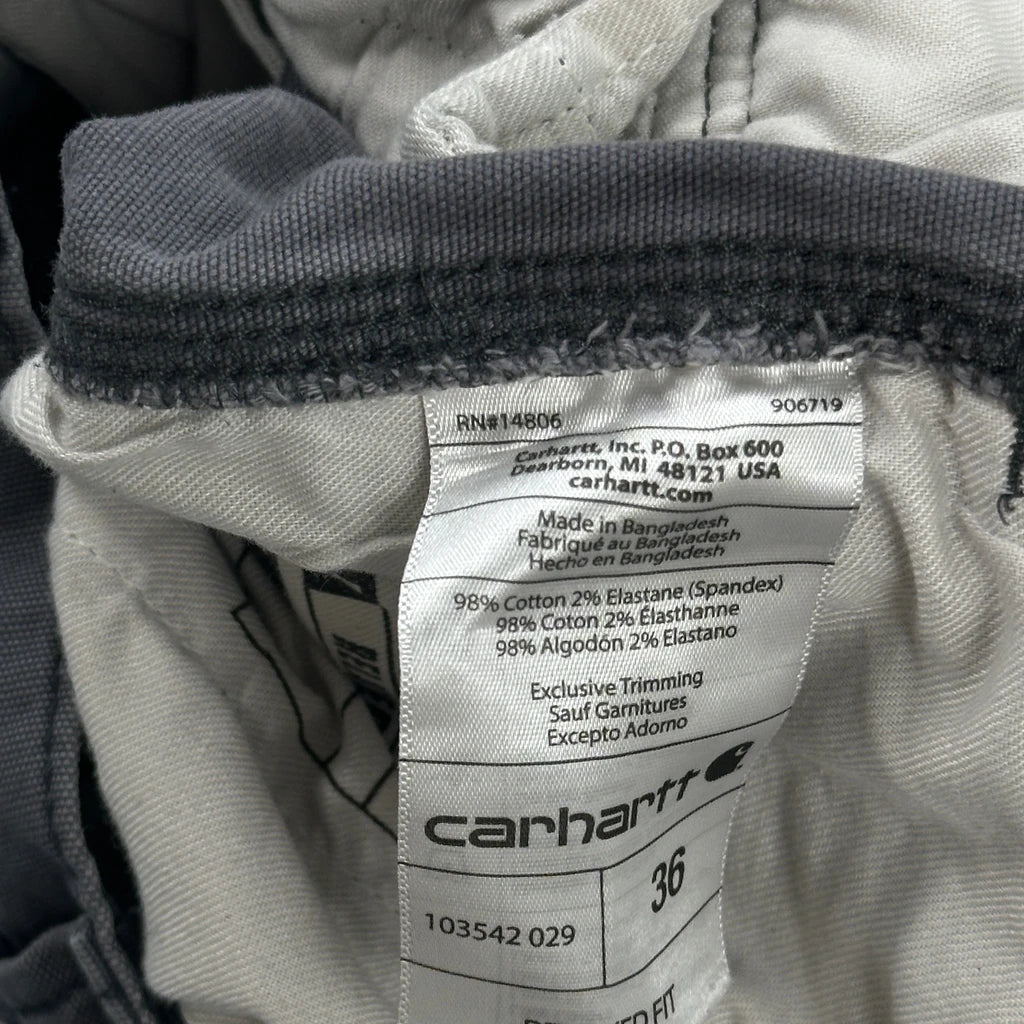 RN#14806 906719
Carhartt, Inc. P.O. Box 600
Dearborn, MI 48121 USA
carhartt.com
Made in Bangladesh
Fabriqué au Bangladesh
Hecho en Bangladesh
98% Cotton 2% Elastane (Spandex)
98% Coton 2% Élasthanne
98% Algodón 2% Elastano
Exclusive Trimming
Sauf Garnitures
Excepto Adorno
carhartt
36
103542 029
FIT